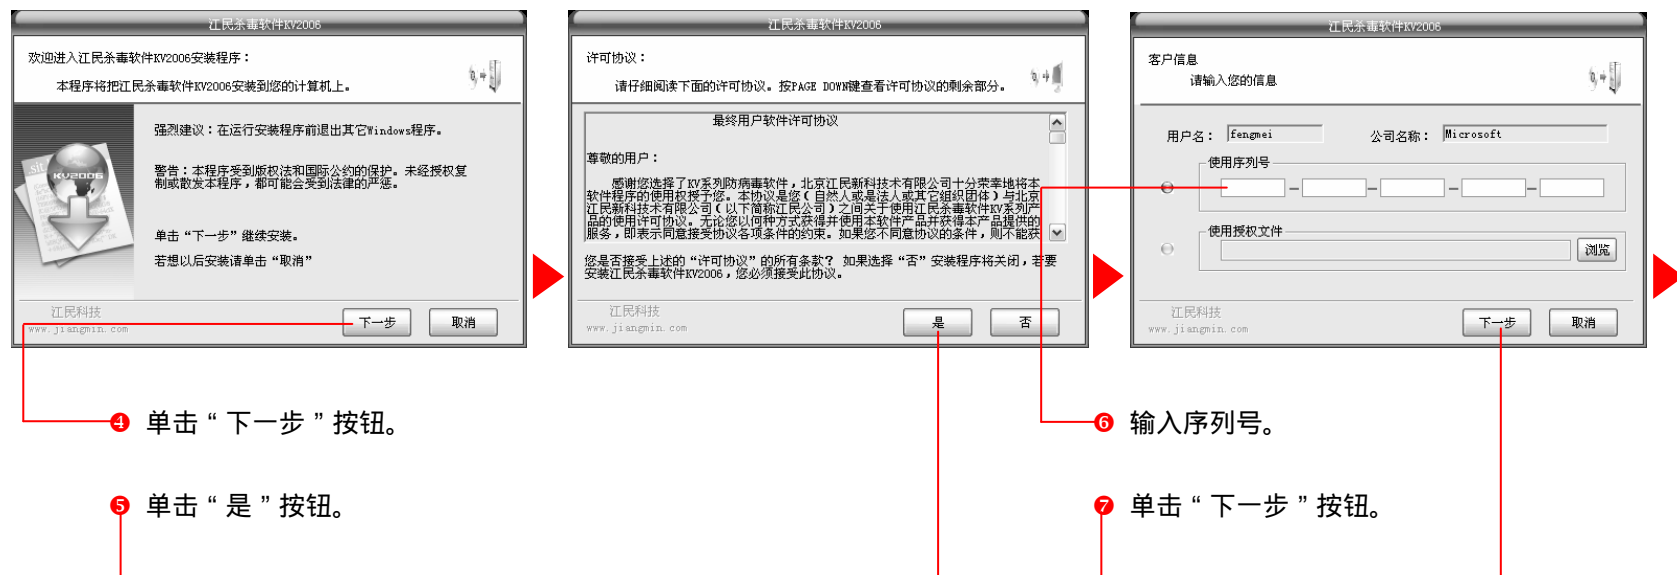 江民杀毒软件KV2006
欢迎进入江民杀毒软件KV2006安装程序：
本程序将把江民杀毒软件KV2006安装到您的计算机上。
KV2006
强烈建议：在运行安装程序前退出其它Windows程序。
警告：本程序受到版权法和国际公约的保护。未经授权复
制或散发本程序，都可能会受到法律的严惩。
单击“下一步”继续安装。
若想以后安装请单击“取消”
江民科技
www.jiangmin.com
下一步
取消
江民杀毒软件KV2006
许可协议：
请仔细阅读下面的许可协议。按PAGE DOWN键查看许可协议的剩余部分。
最终用户软件许可协议
尊敬的用户：
感谢您选择了KV系列防病毒软件，北京江民新科技术有限公司十分荣幸地将本
软件程序的使用权授予您。本协议是您（自然人或是法人或其它组织团体）与北京
江民新科技术有限公司（以下简称江民公司）之间关于使用江民杀毒软件KV系列产
品的使用许可协议。无论您以何种方式获得并使用本软件产品并获得本产品提供的
服务，即表示同意接受协议各项条件的约束。如果您不同意协议的条件，则不能获
您是否接受上述的“许可协议”的所有条款？ 如果选择“否”安装程序将关闭，若要
安装江民杀毒软件KV2006，您必须接受此协议。
江民科技
www.jiangmin.com
是
否
江民杀毒软件KV2006
客户信息
请输入您的信息
用户名： fengmei
公司名称： Microsoft
使用序列号
使用授权文件
浏览
江民科技
www.jiangmin.com
下一步
取消
4 单击“下一步”按钮。
5 单击“是”按钮。
6 输入序列号。
7 单击“下一步”按钮。